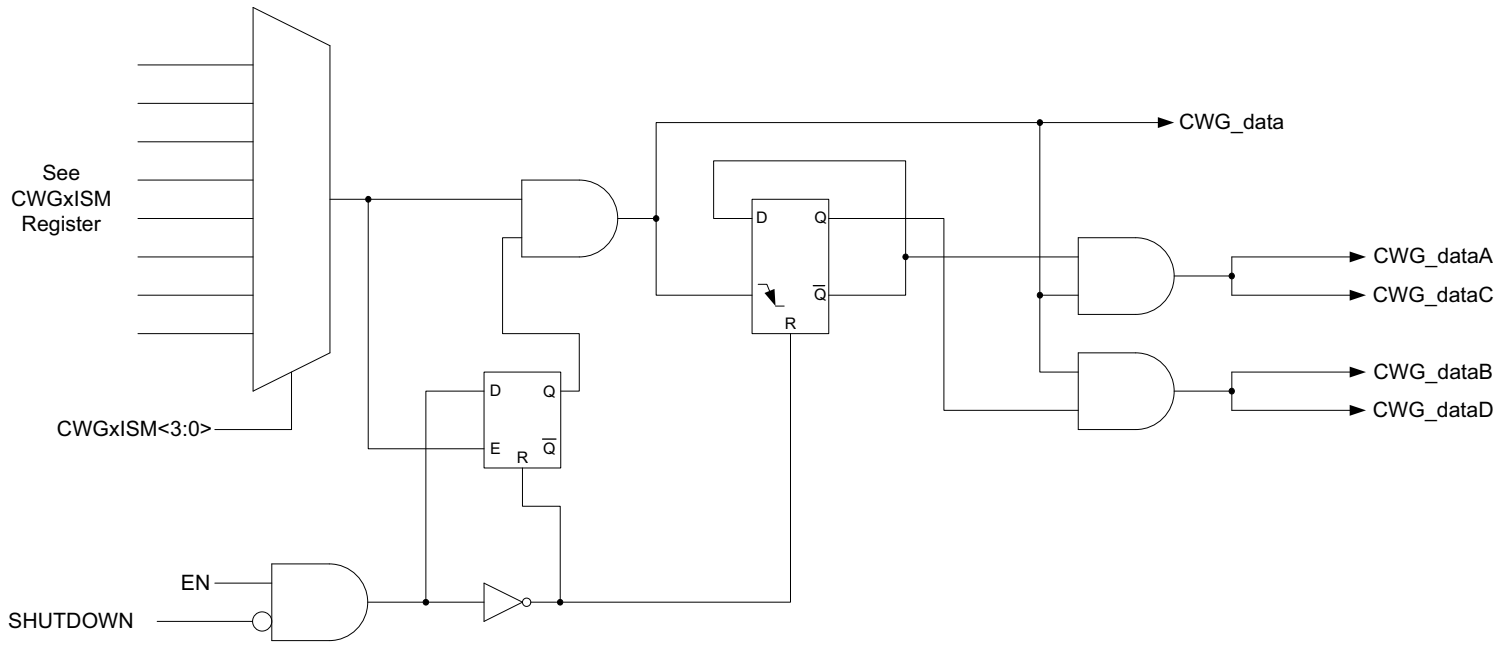 See
CWGxISM
Register
CWGxISM<3:0>
EN
SHUTDOWN
D
Q
E
R
Q̅
D
Q
Q̅
R
CWG_data
CWG_dataA
CWG_dataC
CWG_dataB
CWG_dataD